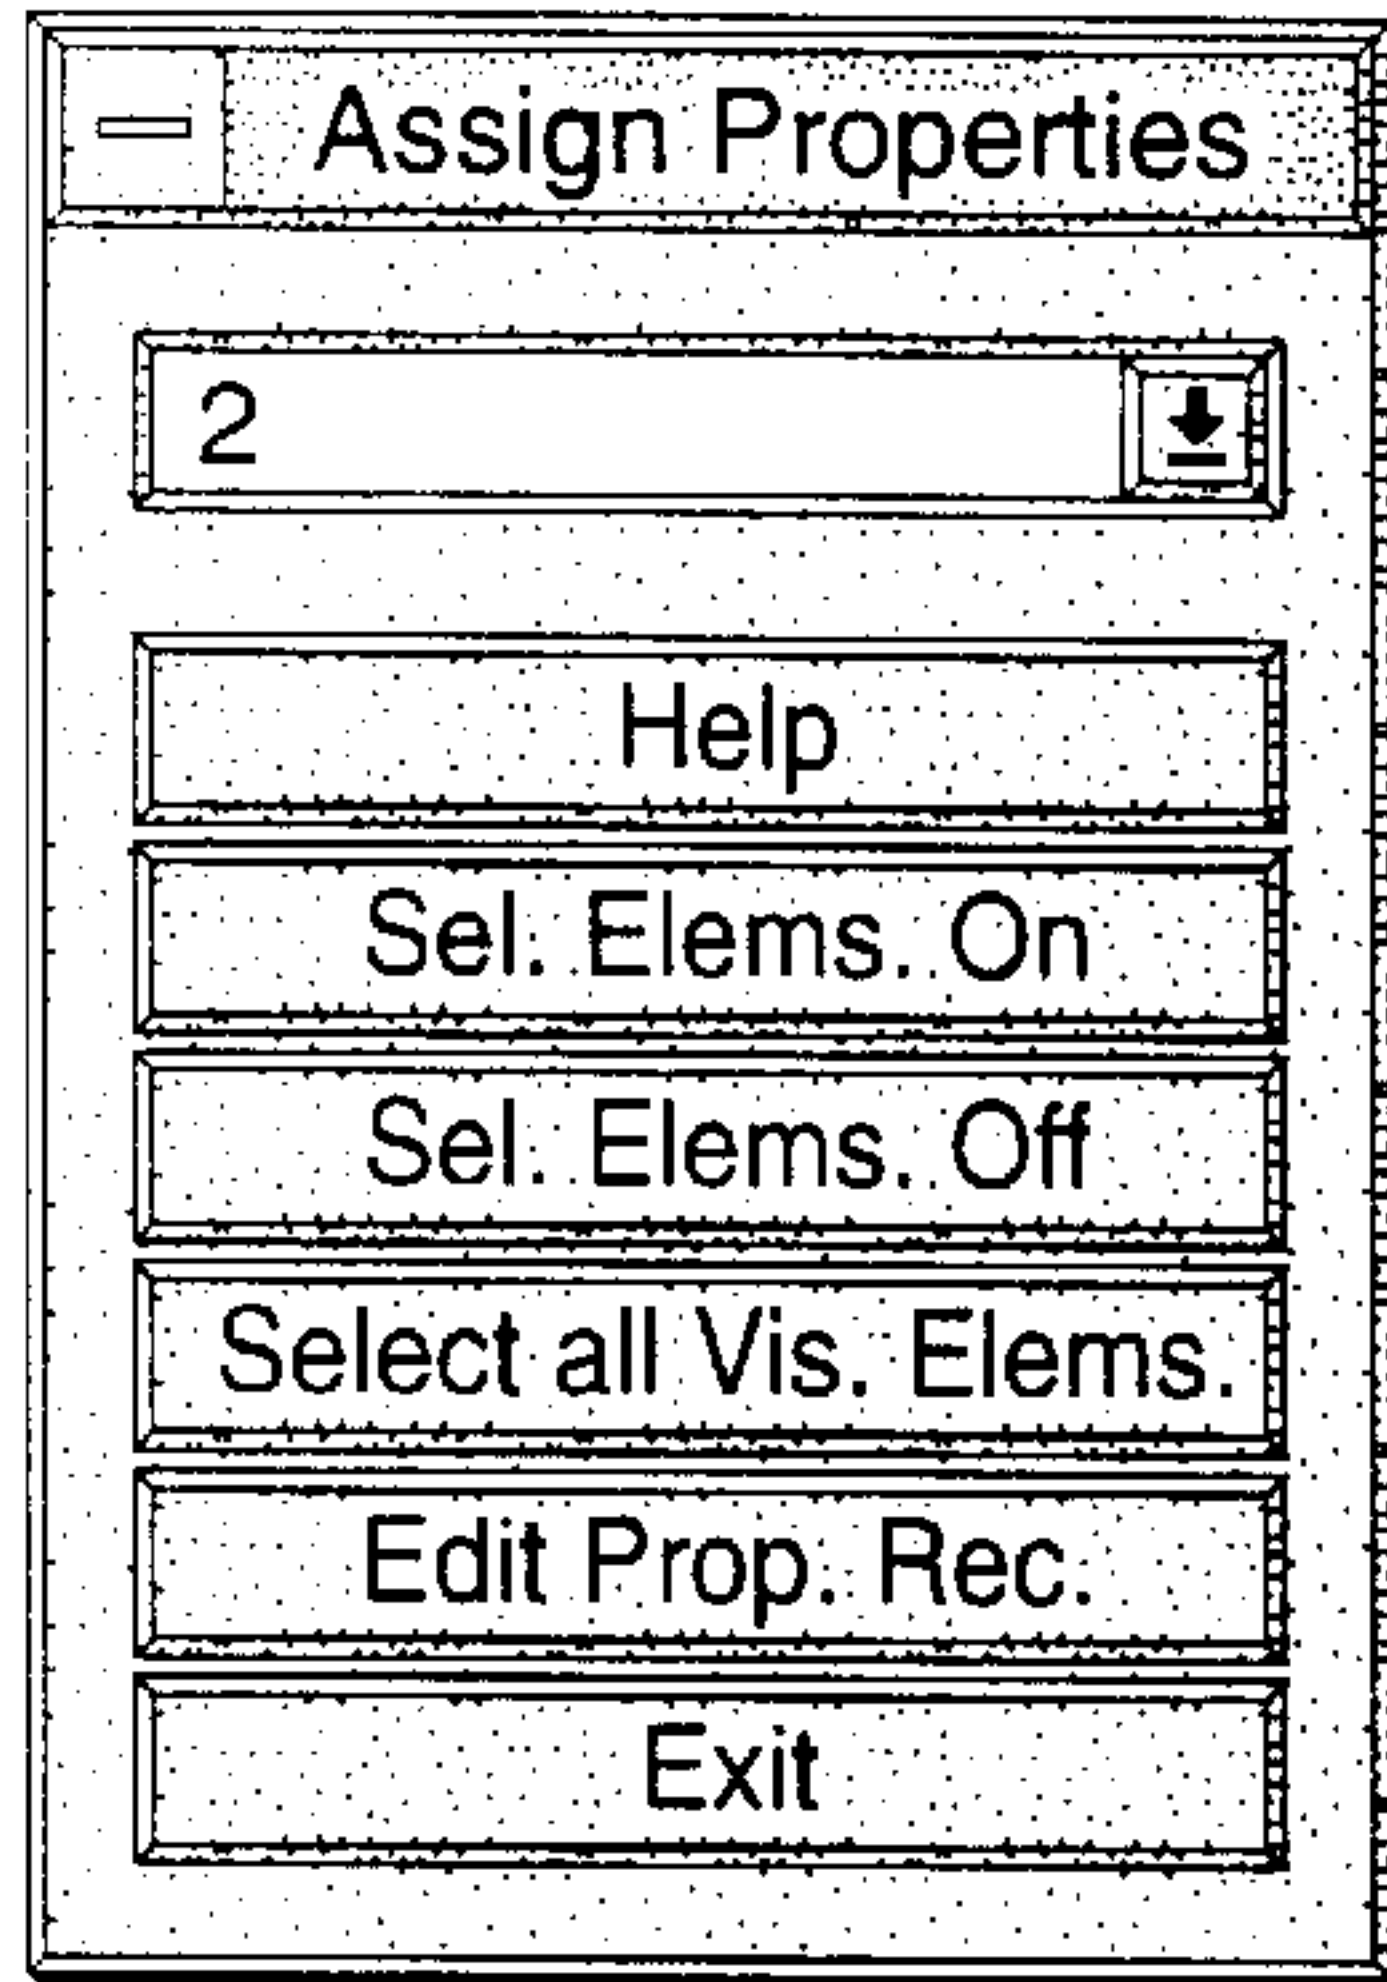 Assign Properties
2
Help
Sel. Elems. On
Sel. Elems. Off
Select all Vis. Elems.
Edit Prop. Rec.
Exit